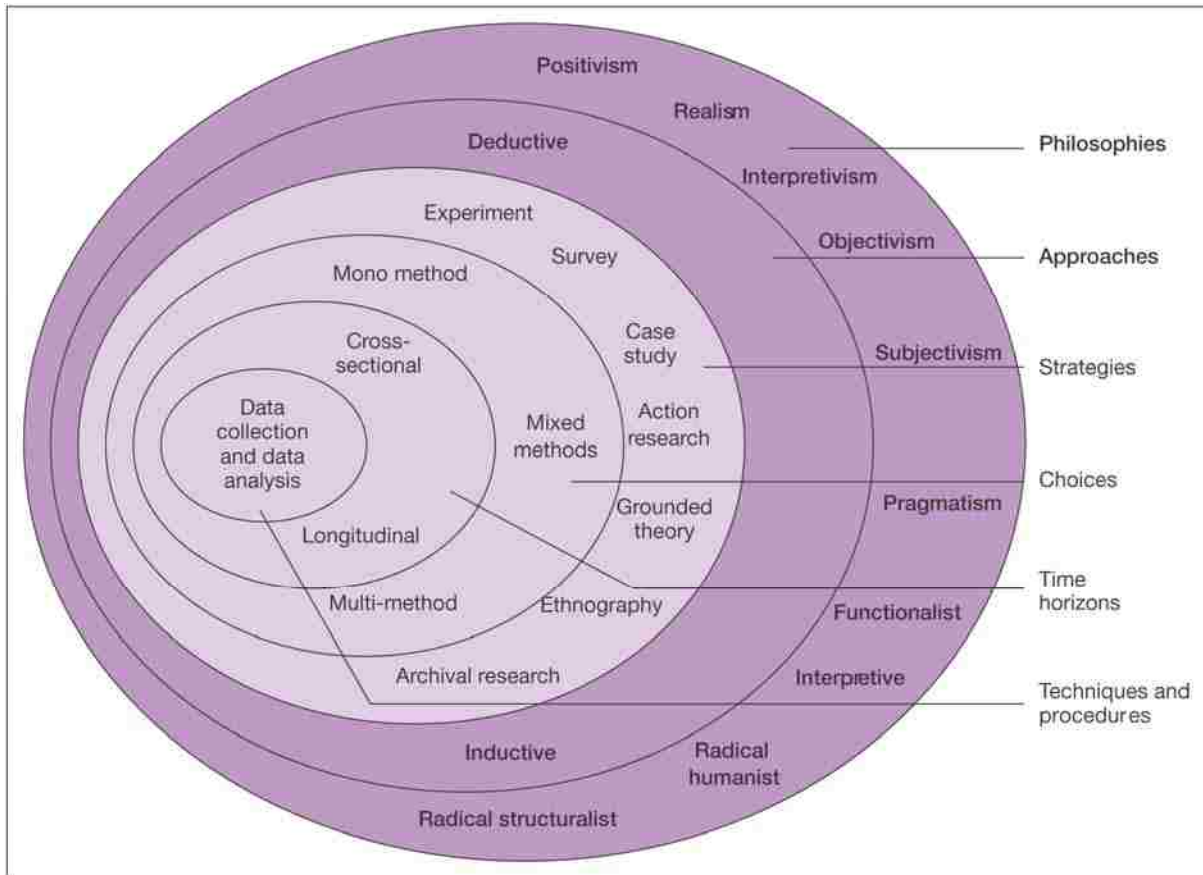 Positivism
Realism
Philosophies
Deductive
Interpretivism
Experiment
Objectivism
Survey
Approaches
Mono method
Cross-
sectional
Case
study
Subjectivism
Strategies
Data
collection
and data
analysis
Mixed
methods
Action
research
Choices
Pragmatism
Grounded
theory
Longitudinal
Time
horizons
Multi-method
Ethnography
Functionalist
Archival research
Interpretive
Techniques and
procedures
Inductive
Radical
humanist
Radical structuralist